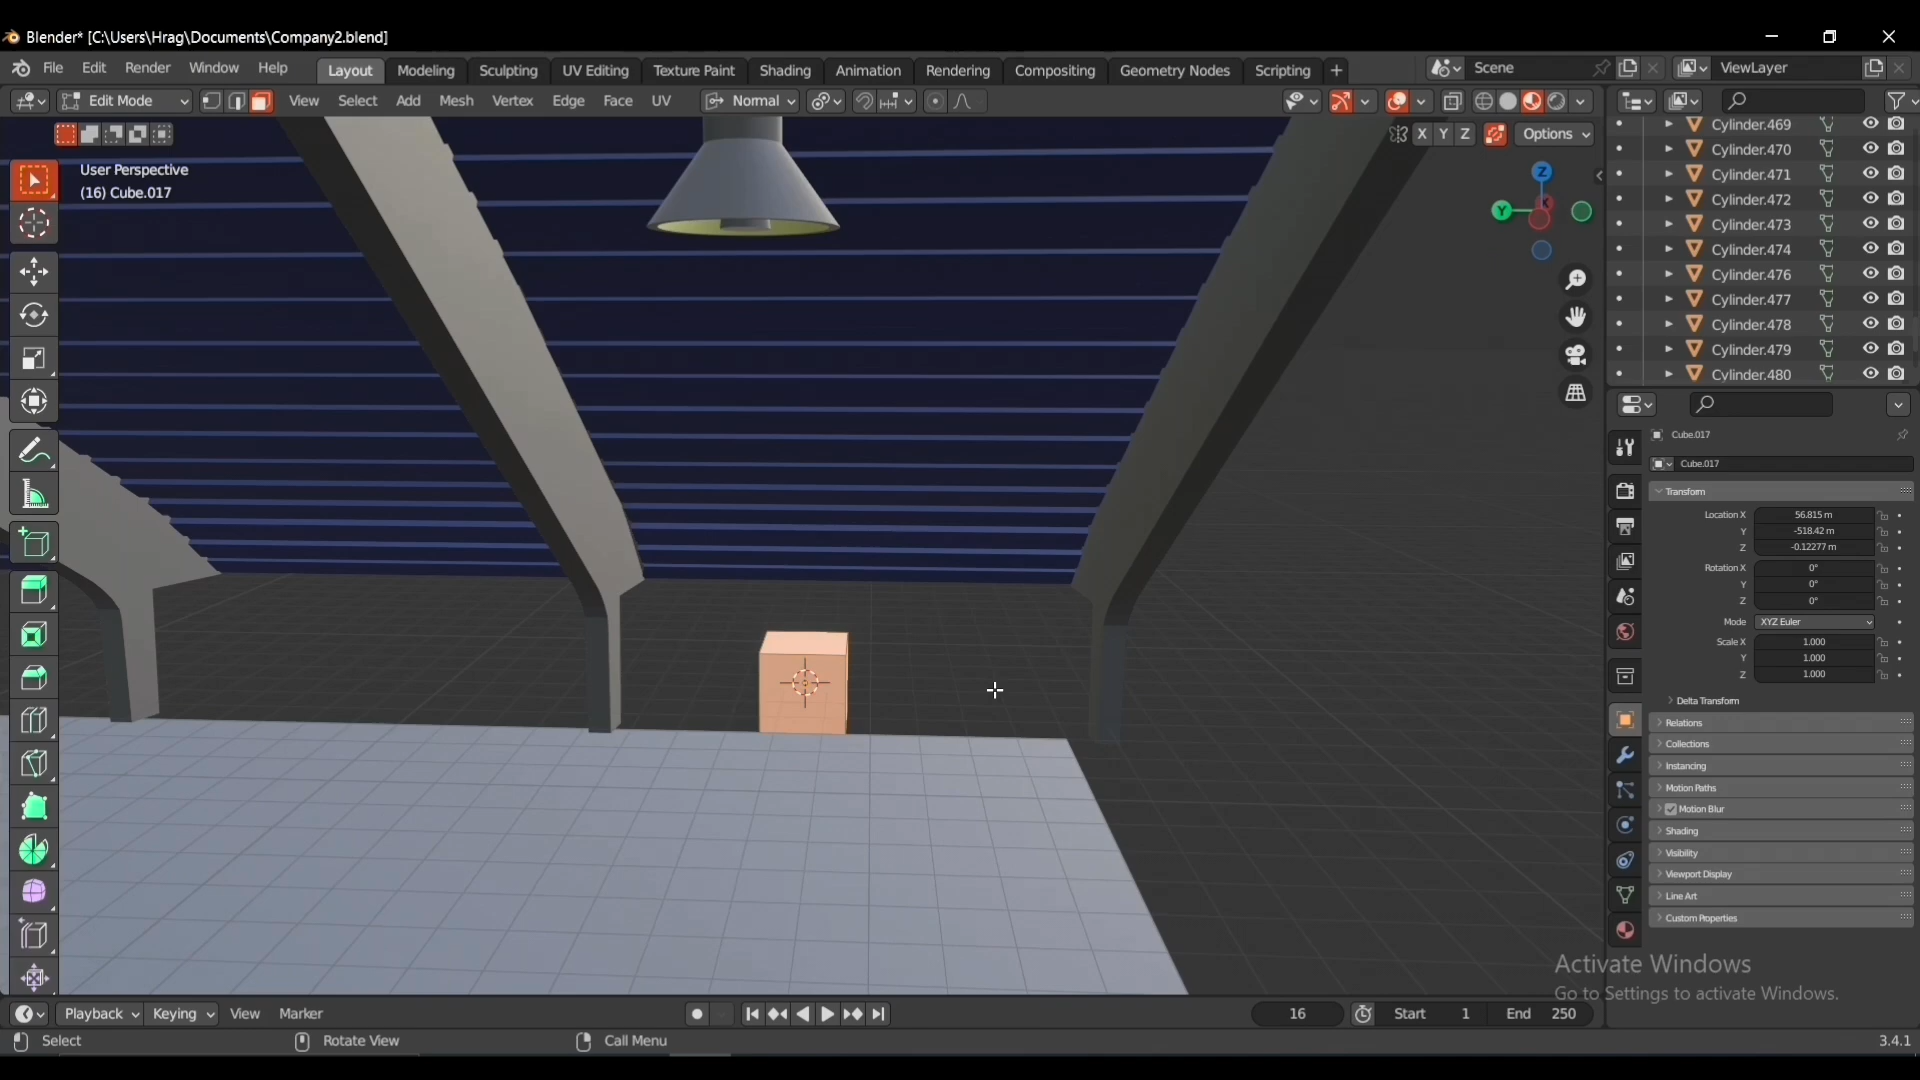 Blender* [C:\Users\Hrag\Documents\Company2.blend]
File Edit Render Window Help Layout Modeling Sculpting UV Editing Texture Paint Shading Animation Rendering Compositing Geometry Nodes Scripting + Scene ViewLayer
Edit Mode View Select Add Mesh Vertex Edge Face UV Normal
X Y Z Options
User Perspective
(16) Cube.017
Z
Y
X
Cylinder.469
Cylinder.470
Cylinder.471
Cylinder.472
Cylinder.473
Cylinder.474
Cylinder.476
Cylinder.477
Cylinder.478
Cylinder.479
Cylinder.480
Cube.017
Cube.017
Transform
Location X 56.815 m
Y -518.42 m
Z -0.12277 m
Rotation X 0°
Y 0°
Z 0°
Mode XYZ Euler
Scale X 1.000
Y 1.000
Z 1.000
Delta Transform
Relations
Collections
Instancing
Motion Paths
Motion Blur
Shading
Visibility
Viewport Display
Line Art
Custom Properties
Activate Windows
Go to Settings to activate Windows.
Playback Keying View Marker 16 Start 1 End 250
Select Rotate View Call Menu 3.4.1